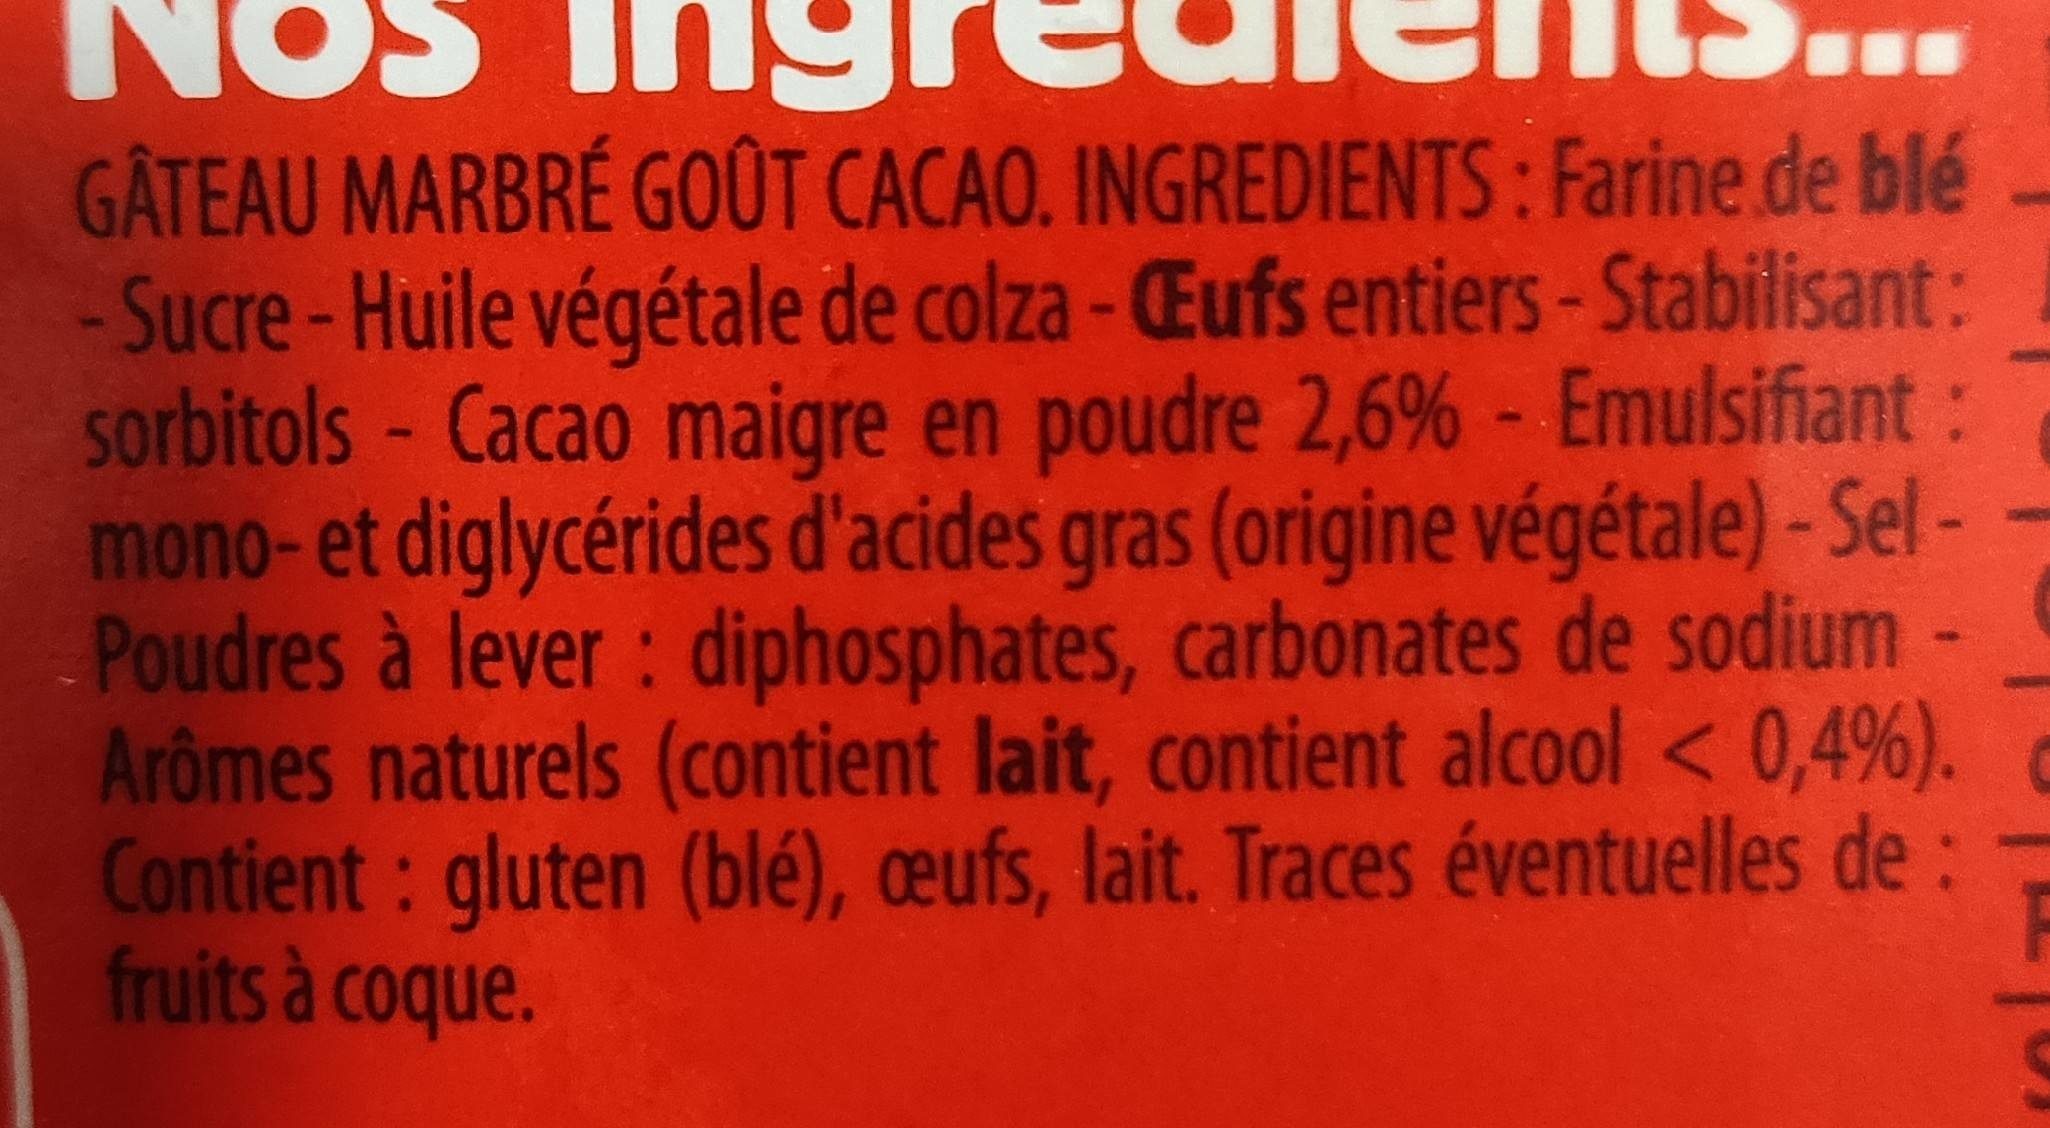 Nos ingrédients...
GÂTEAU MARBRÉ GOÛT CACAO. INGREDIENTS : Farine de blé
- Sucre - Huile végétale de colza - Œufs entiers - Stabilisant :
sorbitols - Cacao maigre en poudre 2,6% - Emulsifiant :
mono- et diglycérides d'acides gras (origine végétale) - Sel -
Poudres à lever : diphosphates, carbonates de sodium -
Arômes naturels (contient lait, contient alcool < 0,4%).
Contient : gluten (blé), œufs, lait. Traces éventuelles de :
fruits à coque.